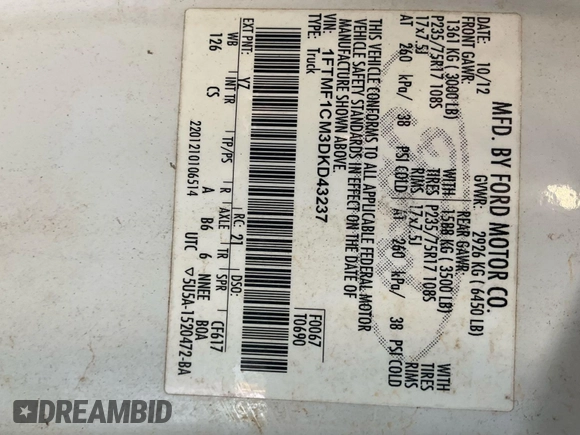 MFD. BY FORD MOTOR CO.
10/12 GVWR: 2926 KG ( 6450 LB)
FRONT GAWR: REAR GAWR:
1361 KG ( 3000 LB) WITH 1588 KG ( 3500 LB) WITH
P235/75R17 108S TIRES P235/75R17 108S TIRES
17x7.5J RIMS 17x7.5J RIMS
AT 260 kPa/ 38 PSI COLD AT 260 kPa/ 38 PSI COLD
THIS VEHICLE CONFORMS TO ALL APPLICABLE FEDERAL MOTOR
VEHICLE SAFETY STANDARDS IN EFFECT ON THE DATE OF
MANUFACTURE SHOWN ABOVE.
VIN: 1FTMF1CM3DKD43237
TYPE: Truck
F0067
T0690
EXT PNT: YZ RC: 21 DSO:
WB INT TR TP/PS R AXLE TR SPR
126 CS A B6 6 NNEE CF617
BOA
2201210106514 UTC ▽5U5A-1520472-BA
DREAMBID